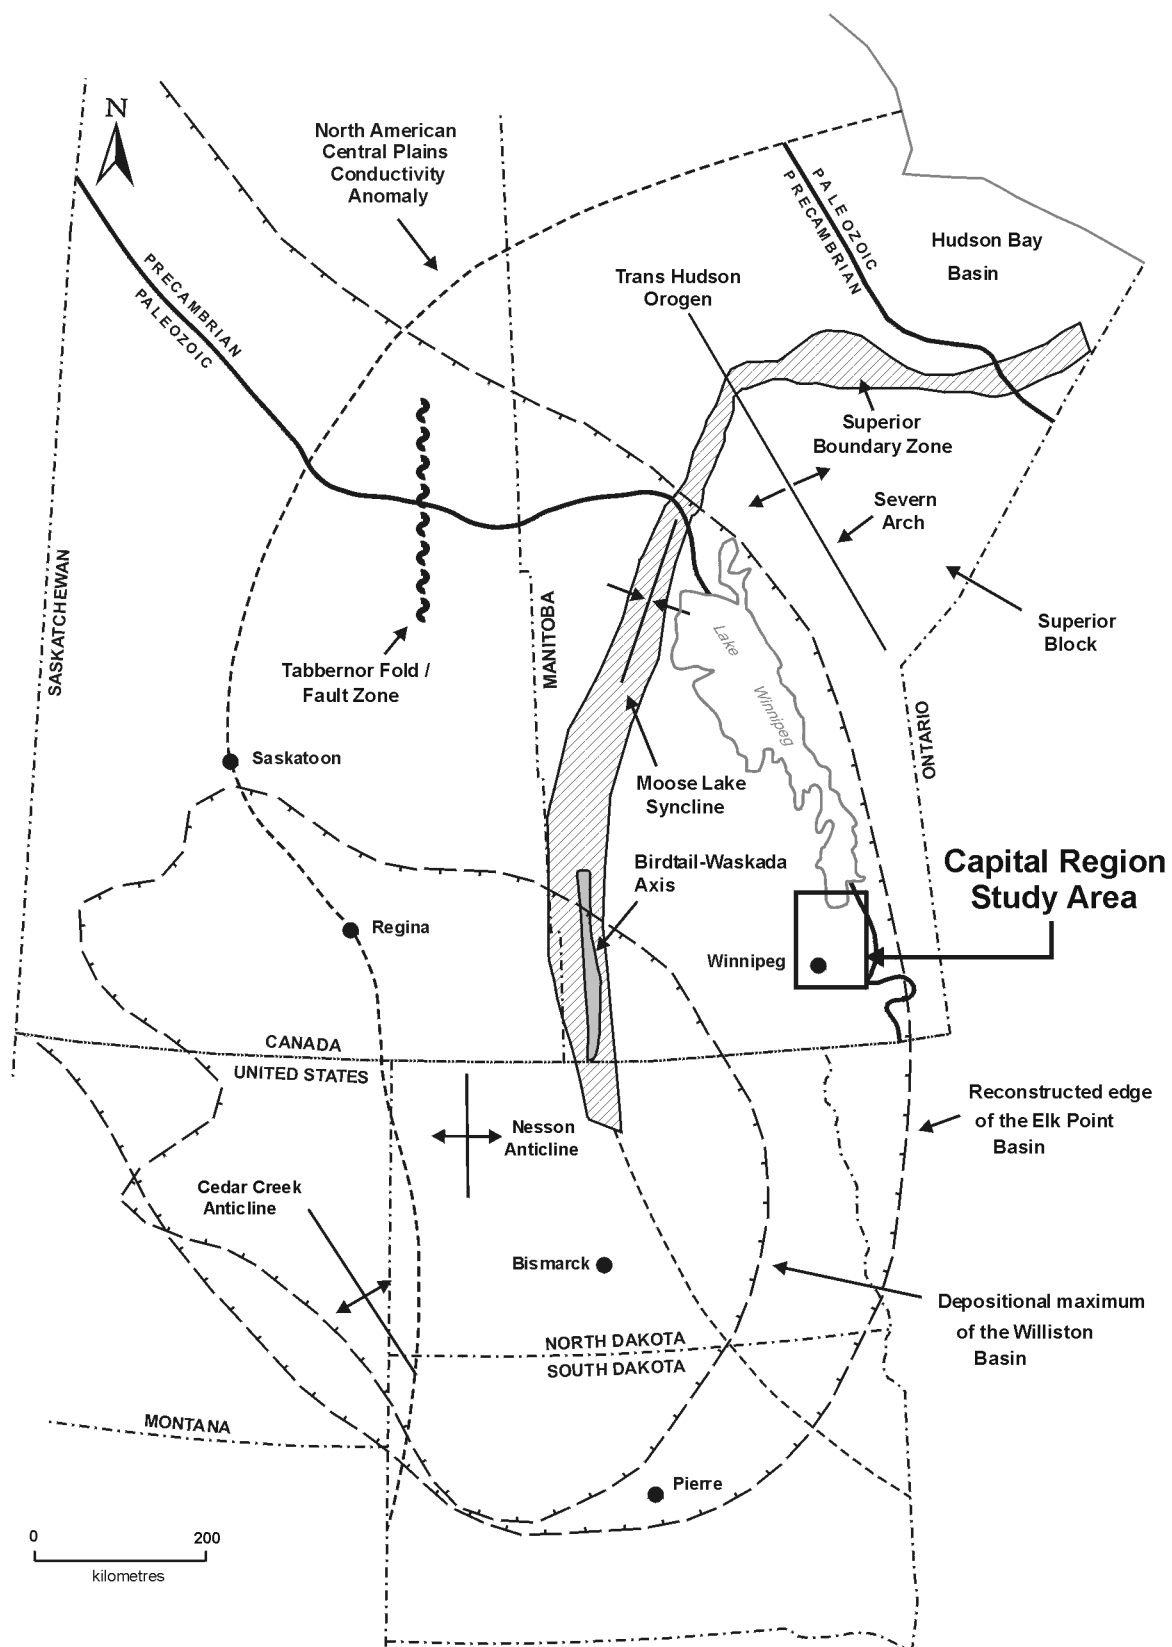 N
North American
Central Plains
Conductivity
Anomaly
PALEOZOIC
PRECAMBRIAN
Hudson Bay
Basin
PRECAMBRIAN
PALEOZOIC
Trans Hudson
Orogen
Superior
Boundary Zone
Severn
Arch
SASKATCHEWAN
MANITOBA
Superior
Block
Lake
Winnipeg
Tabbernor Fold /
Fault Zone
ONTARIO
Saskatoon
Moose Lake
Syncline
Birdtail-Waskada
Axis
Capital Region
Study Area
Regina
Winnipeg
CANADA
UNITED STATES
Reconstructed edge
of the Elk Point
Basin
Nesson
Anticline
Cedar Creek
Anticline
Bismarck
Depositional maximum
of the Williston
Basin
NORTH DAKOTA
SOUTH DAKOTA
MONTANA
Pierre
0 200
kilometres